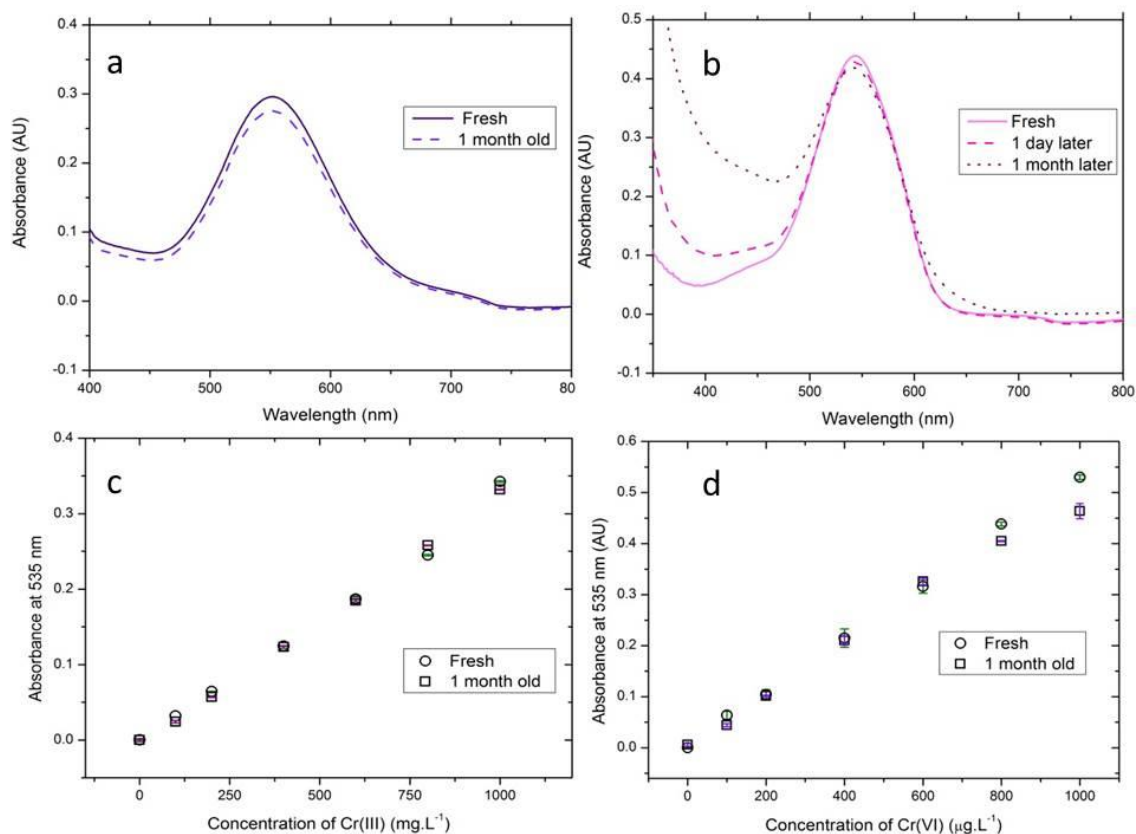 a
0.4
0.3
0.2
0.1
0.0
-0.1
Absorbance (AU)
Fresh
1 month old
400 500 600 700 80
Wavelength (nm)
b
0.5
0.4
0.3
0.2
0.1
0.0
-0.1
Absorbance (AU)
Fresh
1 day later
1 month later
400 500 600 700 800
Wavelength (nm)
c
0.4
0.3
0.2
0.1
0.0
Absorbance at 535 nm
Fresh
1 month old
0 250 500 750 1000
Concentration of Cr(III) (mg.L⁻¹)
d
0.6
0.5
0.4
0.3
0.2
0.1
0.0
Absorbance at 535 nm (AU)
Fresh
1 month old
0 200 400 600 800 1000
Concentration of Cr(VI) (μg.L⁻¹)